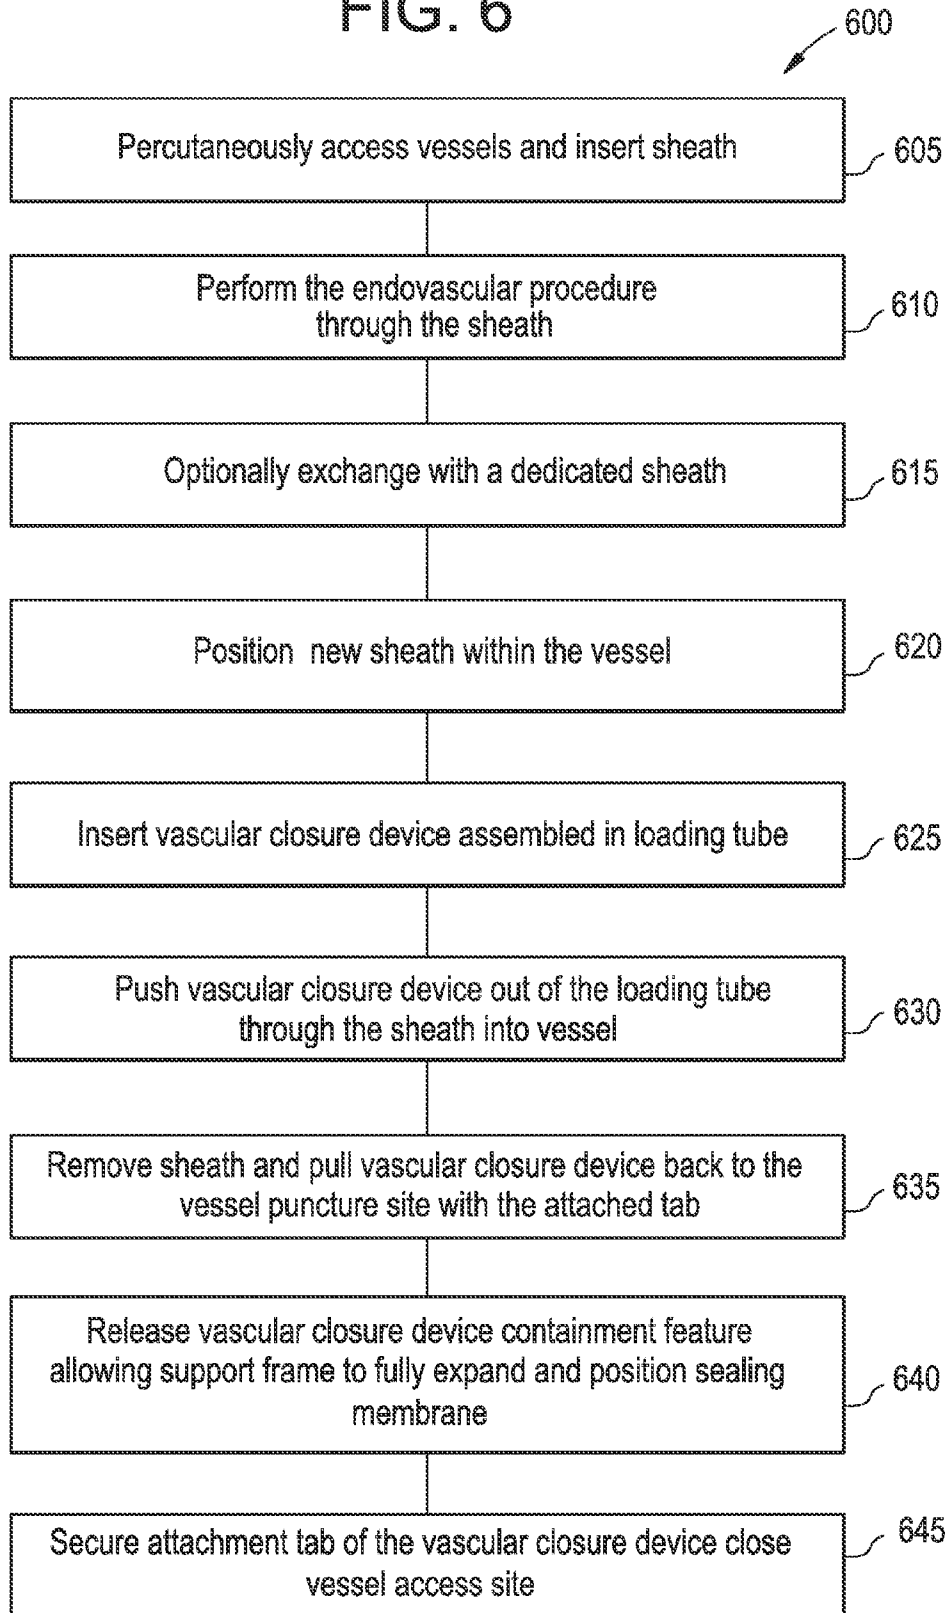 FIG. 6
600
Percutaneously access vessels and insert sheath
605
Perform the endovascular procedure
through the sheath
610
Optionally exchange with a dedicated sheath
615
Position new sheath within the vessel
620
Insert vascular closure device assembled in loading tube
625
Push vascular closure device out of the loading tube
through the sheath into vessel
630
Remove sheath and pull vascular closure device back to the
vessel puncture site with the attached tab
635
Release vascular closure device containment feature
allowing support frame to fully expand and position sealing
membrane
640
Secure attachment tab of the vascular closure device close
vessel access site
645